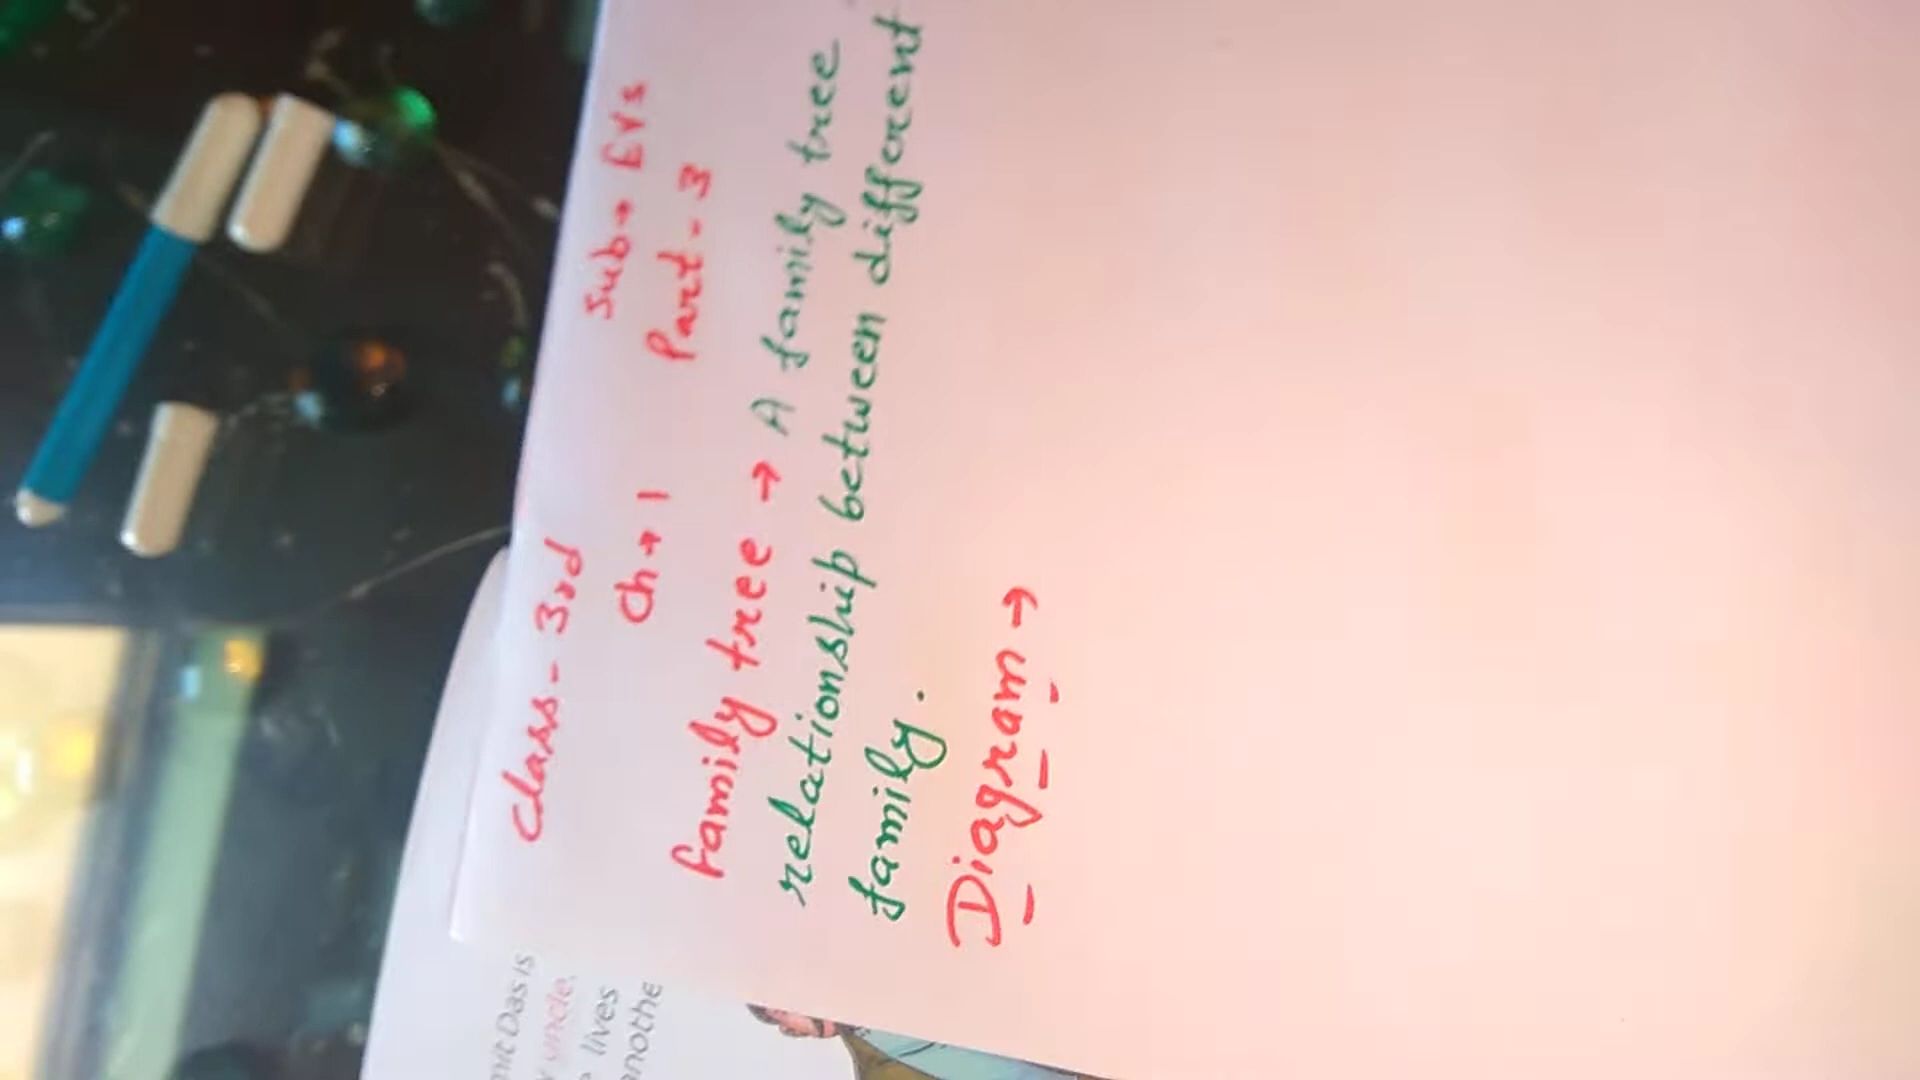 Class - 3rd
Sub → EVs
Ch → 1
Part - 3
Family tree → A family tree
relationship between different
family.
Diagram →
Das is
uncle.
lives